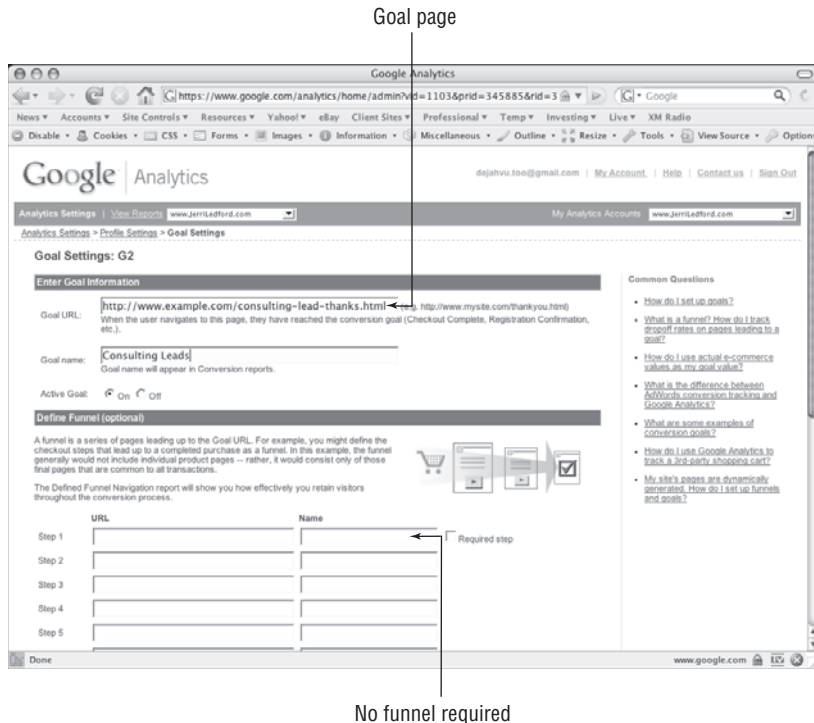 Goal page
Google Analytics
https://www.google.com/analytics/home/admin?vid=1103&prid=345885&rid=3
Google
News Accounts Site Controls Resources Yahoo! eBay Client Sites Professional Temp Investing Live XM Radio
Disable Cookies CSS Forms Images Information Miscellaneous Outline Resize Tools View Source Option
Google Analytics
dejahvu.too@gmail.com | My Account | Help | Contact us | Sign Out
Analytics Settings | View Reports www.JerriLedford.com My Analytics Accounts www.JerriLedford.com
Analytics Settings > Profile Settings > Goal Settings
Goal Settings: G2
Enter Goal Information
Goal URL: http://www.example.com/consulting-lead-thanks.html (e.g. http://www.mysite.com/thankyou.html)
When the user navigates to this page, they have reached the conversion goal (Checkout Complete, Registration Confirmation,
etc.).
Goal name: Consulting Leads
Goal name will appear in Conversion reports.
Active Goal: On Off
Define Funnel (optional)
A funnel is a series of pages leading up to the Goal URL. For example, you might define the
checkout steps that lead up to a completed purchase as a funnel. In this example, the funnel
generally would not include individual product pages -- rather, it would consist only of those
final pages that are common to all transactions.
The Defined Funnel Navigation report will show you how effectively you retain visitors
throughout the conversion process.
URL Name
Step 1 Required step
Step 2
Step 3
Step 4
Step 5
Common Questions
How do I set up goals?
What is a funnel? How do I track
dropoff rates on pages leading to a
goal?
How do I use actual e-commerce
values as my goal value?
What is the difference between
AdWords conversion tracking and
Google Analytics?
What are some examples of
conversion goals?
How do I use Google Analytics to
track a 3rd-party shopping cart?
My site's pages are dynamically
generated. How do I set up funnels
and goals?
Done www.google.com
No funnel required